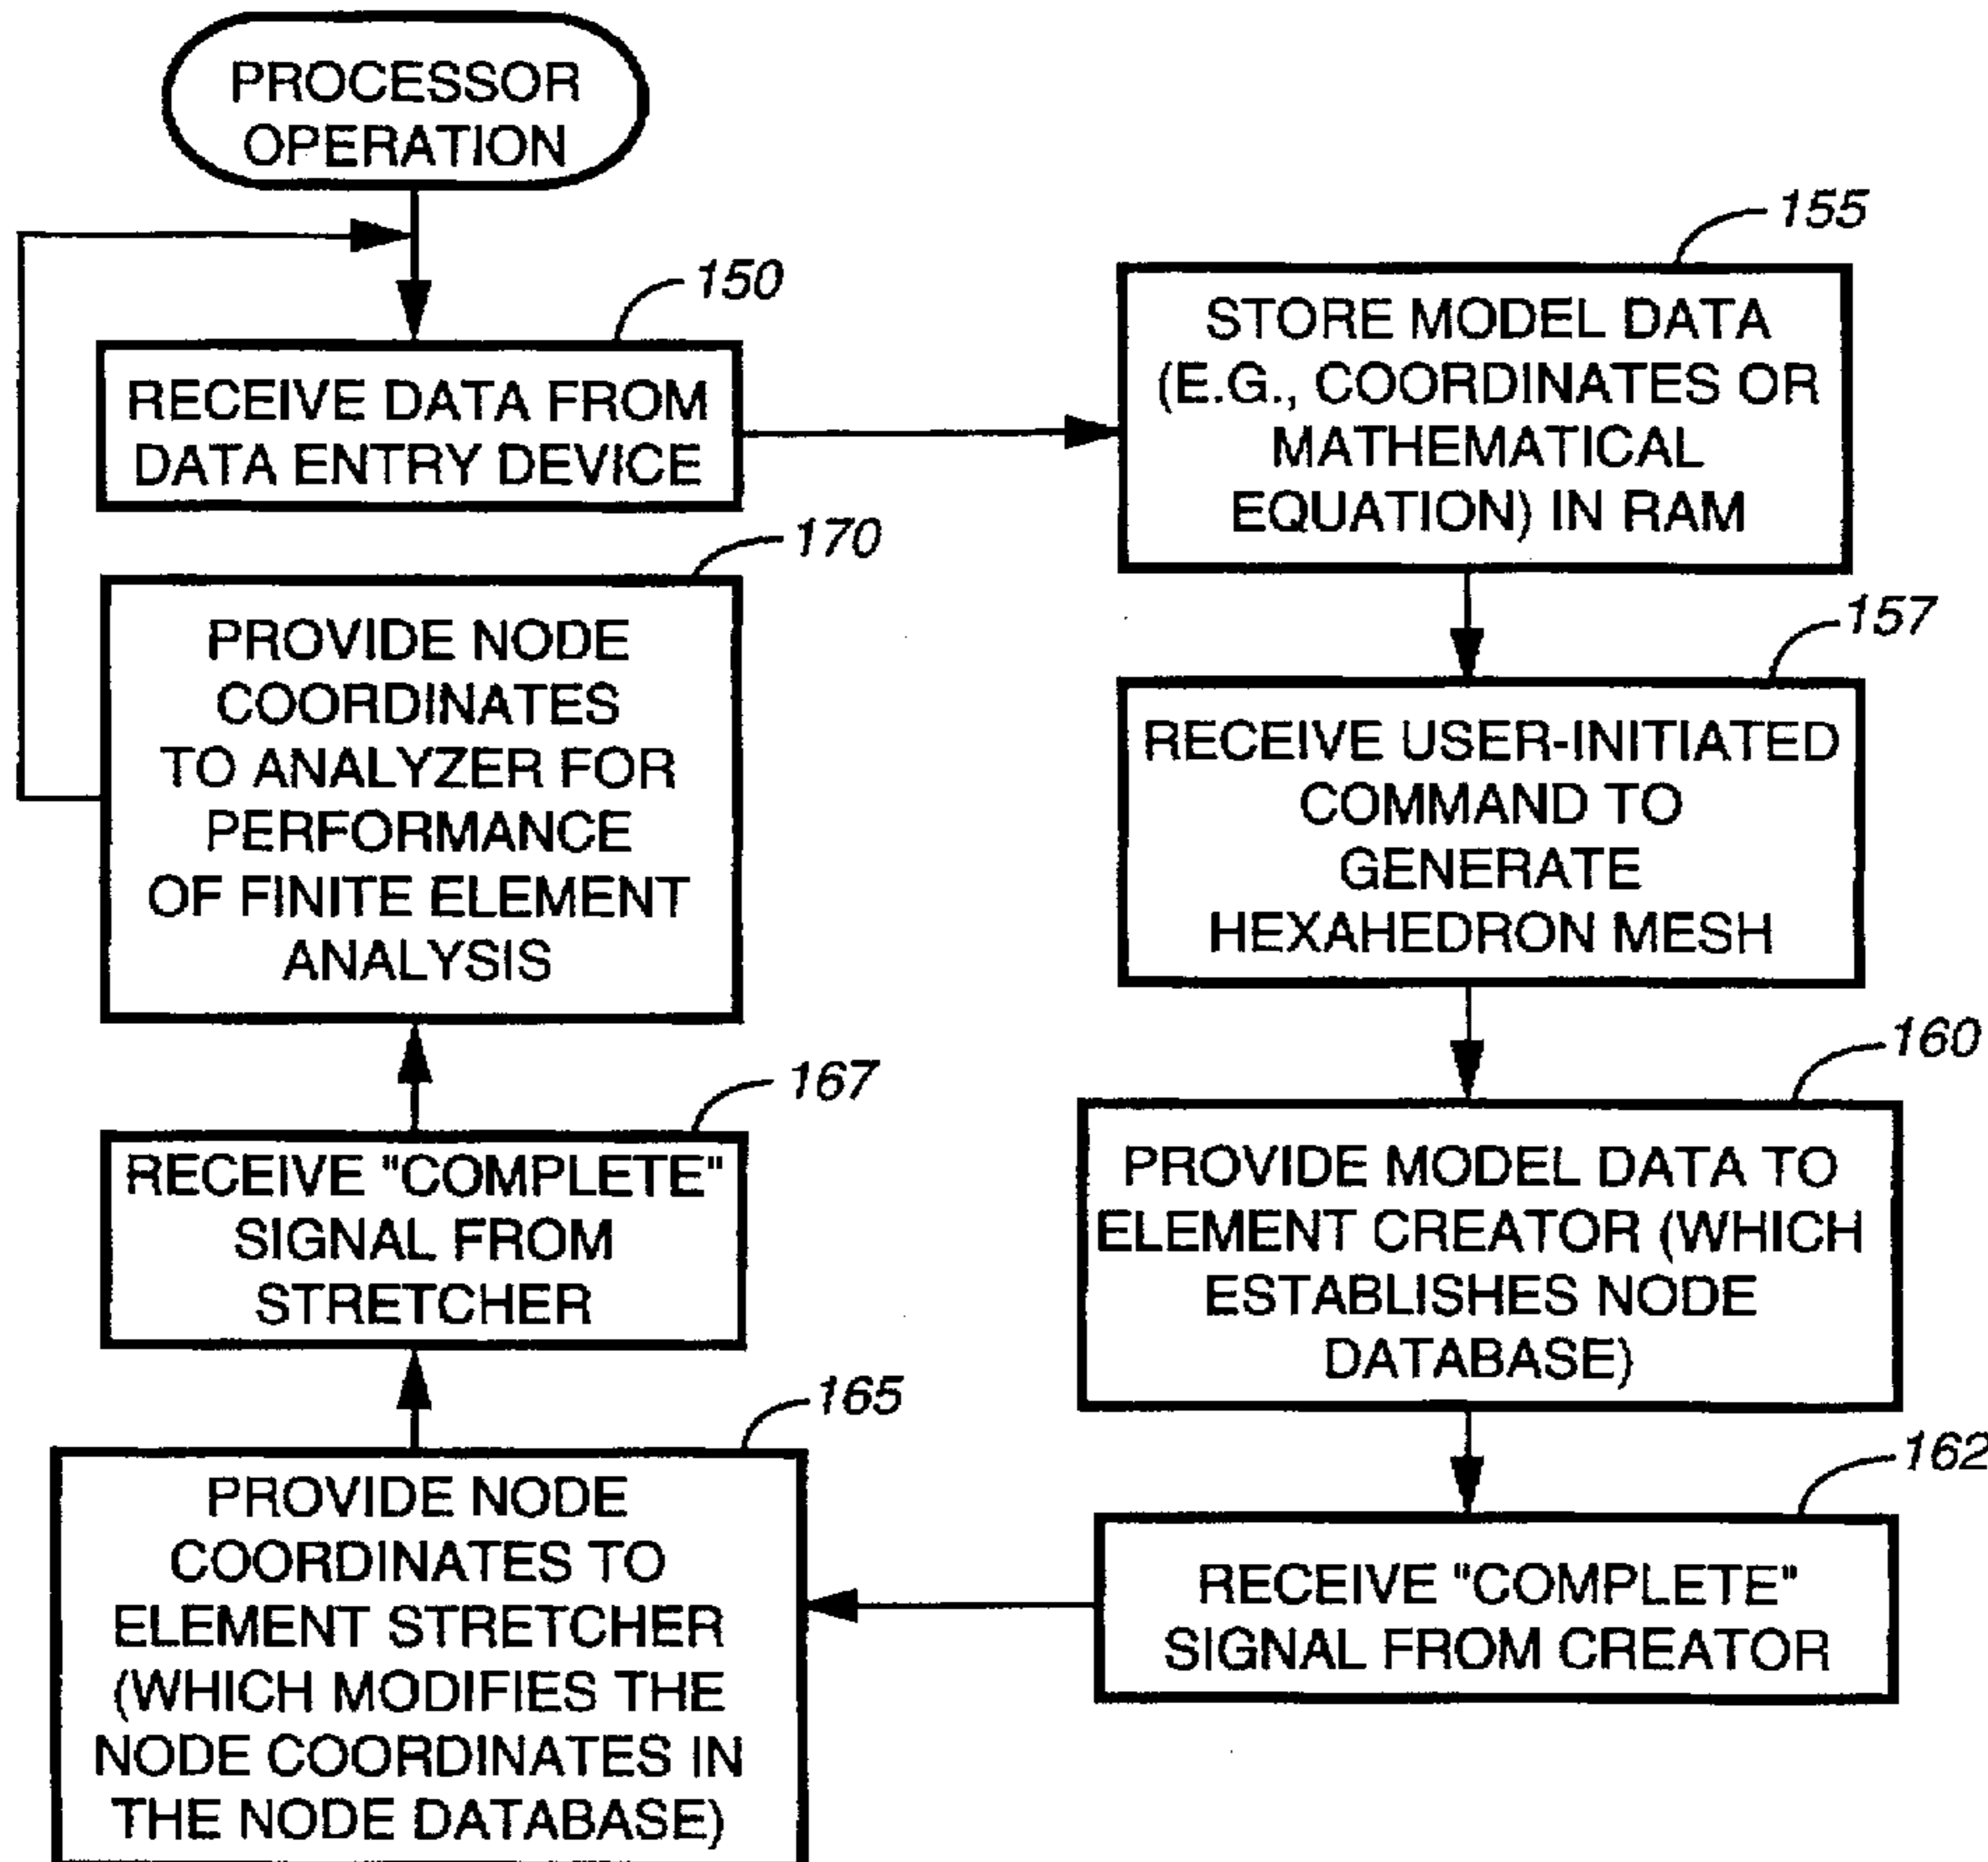 PROCESSOR
OPERATION
150
RECEIVE DATA FROM
DATA ENTRY DEVICE
155
STORE MODEL DATA
(E.G., COORDINATES OR
MATHEMATICAL
EQUATION) IN RAM
157
RECEIVE USER-INITIATED
COMMAND TO
GENERATE
HEXAHEDRON MESH
160
PROVIDE MODEL DATA TO
ELEMENT CREATOR (WHICH
ESTABLISHES NODE
DATABASE)
162
RECEIVE "COMPLETE"
SIGNAL FROM CREATOR
165
PROVIDE NODE
COORDINATES TO
ELEMENT STRETCHER
(WHICH MODIFIES THE
NODE COORDINATES IN
THE NODE DATABASE)
167
RECEIVE "COMPLETE"
SIGNAL FROM
STRETCHER
170
PROVIDE NODE
COORDINATES
TO ANALYZER FOR
PERFORMANCE
OF FINITE ELEMENT
ANALYSIS